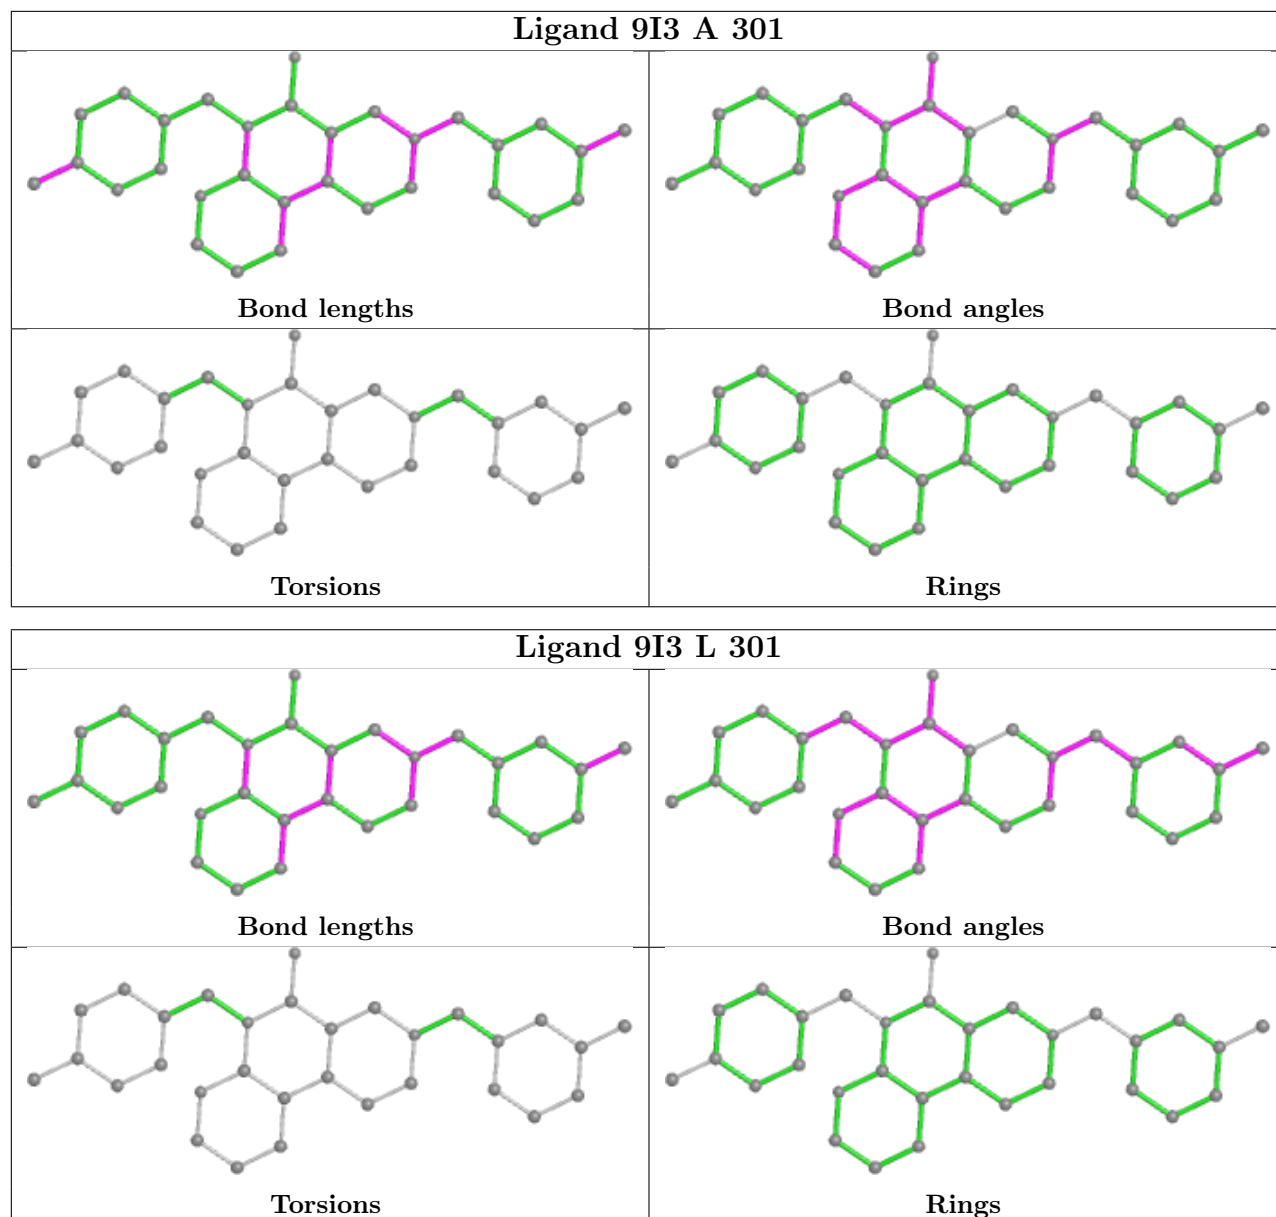 Ligand 9I3 A 301
Bond lengths
Bond angles
Torsions
Rings
Ligand 9I3 L 301
Bond lengths
Bond angles
Torsions
Rings